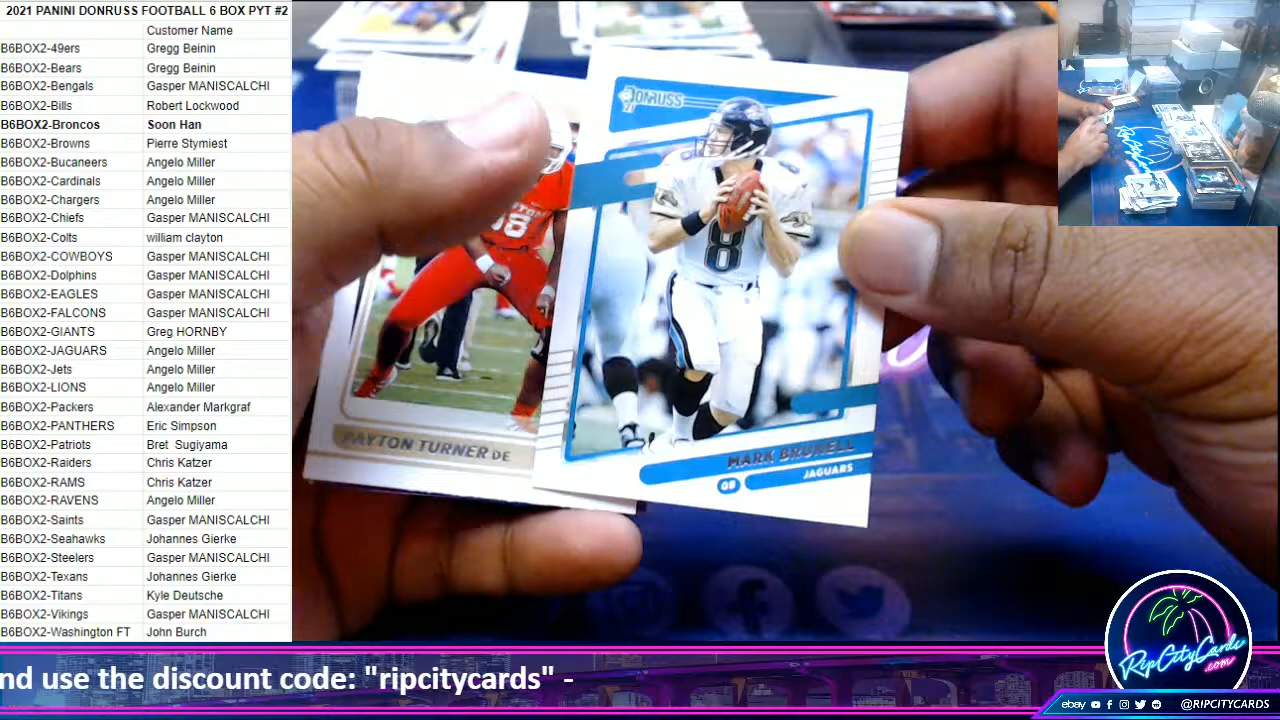 2021 PANINI DONRUSS FOOTBALL 6 BOX PYT #2
Customer Name
B6BOX2-49ers Gregg Beinin
B6BOX2-Bears Gregg Beinin
B6BOX2-Bengals Gasper MANISCALCHI
B6BOX2-Bills Robert Lockwood
B6BOX2-Broncos Soon Han
B6BOX2-Browns Pierre Stymiest
B6BOX2-Bucaneers Angelo Miller
B6BOX2-Cardinals Angelo Miller
B6BOX2-Chargers Angelo Miller
B6BOX2-Chiefs Gasper MANISCALCHI
B6BOX2-Colts william clayton
B6BOX2-COWBOYS Gasper MANISCALCHI
B6BOX2-Dolphins Gasper MANISCALCHI
B6BOX2-EAGLES Gasper MANISCALCHI
B6BOX2-FALCONS Gasper MANISCALCHI
B6BOX2-GIANTS Greg HORNBY
B6BOX2-JAGUARS Angelo Miller
B6BOX2-Jets Angelo Miller
B6BOX2-LIONS Angelo Miller
B6BOX2-Packers Alexander Markgraf
B6BOX2-PANTHERS Eric Simpson
B6BOX2-Patriots Bret Sugiyama
B6BOX2-Raiders Chris Katzer
B6BOX2-RAMS Chris Katzer
B6BOX2-RAVENS Angelo Miller
B6BOX2-Saints Gasper MANISCALCHI
B6BOX2-Seahawks Johannes Gierke
B6BOX2-Steelers Gasper MANISCALCHI
B6BOX2-Texans Johannes Gierke
B6BOX2-Titans Kyle Deutsche
B6BOX2-Vikings Gasper MANISCALCHI
B6BOX2-Washington FT John Burch
DONRUSS
21
8
MARK BRUNELL
QB JAGUARS
PAYTON TURNER DE
RipCityCards
.com
nd use the discount code: "ripcitycards" -
ebay @RIPCITYCARDS